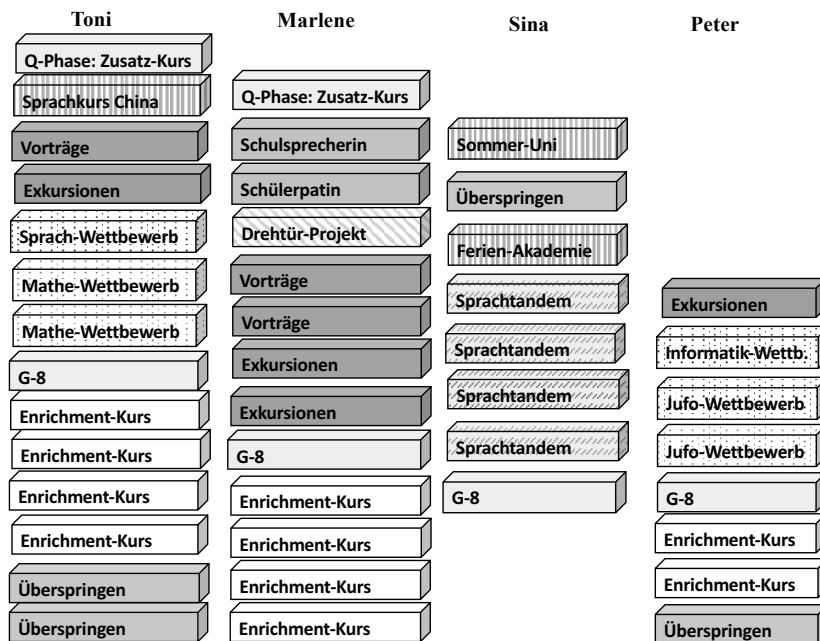 Toni
Marlene
Sina
Peter
Q-Phase: Zusatz-Kurs
Sprachkurs China
Vorträge
Exkursionen
Sprach-Wettbewerb
Mathe-Wettbewerb
Mathe-Wettbewerb
G-8
Enrichment-Kurs
Enrichment-Kurs
Enrichment-Kurs
Enrichment-Kurs
Überspringen
Überspringen
Q-Phase: Zusatz-Kurs
Schulsprecherin
Schülerpatin
Drehtür-Projekt
Vorträge
Vorträge
Exkursionen
Exkursionen
G-8
Enrichment-Kurs
Enrichment-Kurs
Enrichment-Kurs
Enrichment-Kurs
Sommer-Uni
Überspringen
Ferien-Akademie
Sprachtandem
Sprachtandem
Sprachtandem
Sprachtandem
G-8
Exkursionen
Informatik-Wettb.
Jufo-Wettbewerb
Jufo-Wettbewerb
G-8
Enrichment-Kurs
Enrichment-Kurs
Überspringen